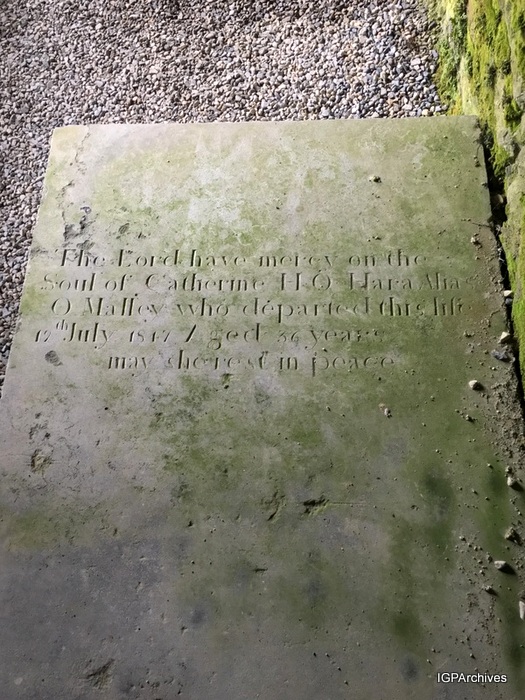 The Lord have mercy on the
Soul of Catherine H O Hara Alias
O Malley who departed this life
17th July 1817 Aged 56 years
may she rest in peace
IGPArchives